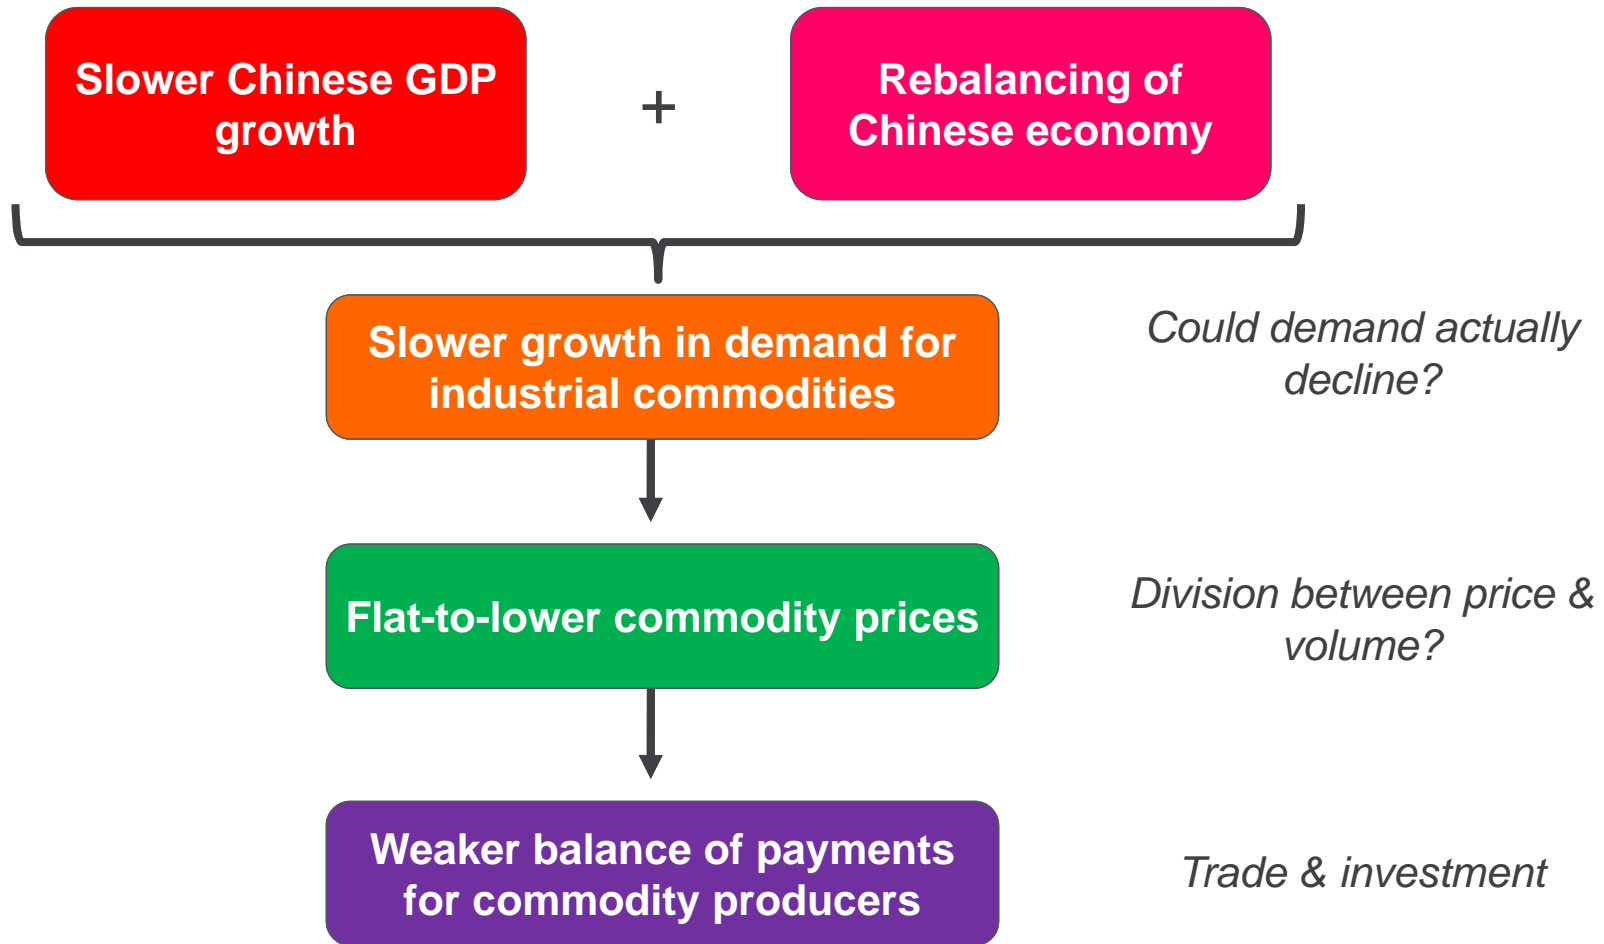 Slower Chinese GDP
growth
+
Rebalancing of
Chinese economy
Slower growth in demand for
industrial commodities
Could demand actually
decline?
Flat-to-lower commodity prices
Division between price &
volume?
Weaker balance of payments
for commodity producers
Trade & investment